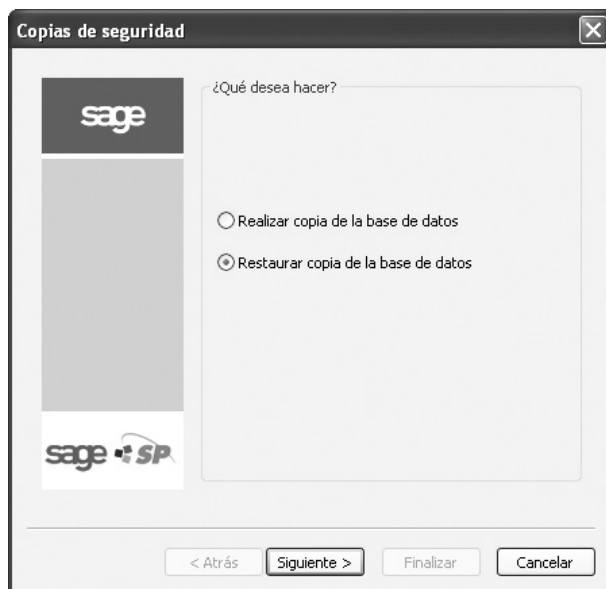 Copias de seguridad
sage
¿Qué desea hacer?
Realizar copia de la base de datos
Restaurar copia de la base de datos
sage SP
< Atrás
Siguiente >
Finalizar
Cancelar